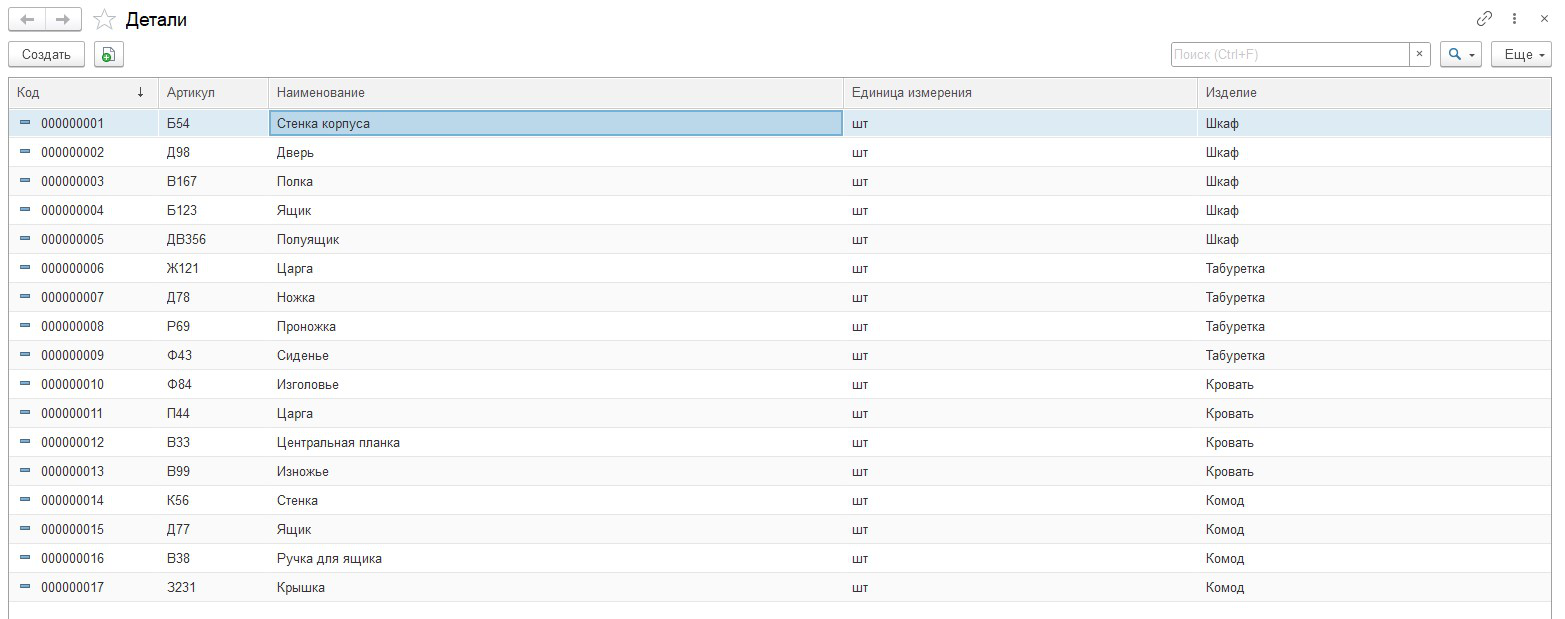 Детали
Создать Поиск (Ctrl+F) Еще
Код Артикул Наименование Единица измерения Изделие
000000001 Б54 Стенка корпуса шт Шкаф
000000002 Д98 Дверь шт Шкаф
000000003 В167 Полка шт Шкаф
000000004 Б123 Ящик шт Шкаф
000000005 ДВ356 Полуящик шт Шкаф
000000006 Ж121 Царга шт Табуретка
000000007 Д78 Ножка шт Табуретка
000000008 Р69 Проножка шт Табуретка
000000009 Ф43 Сиденье шт Табуретка
000000010 Ф84 Изголовье шт Кровать
000000011 П44 Царга шт Кровать
000000012 В33 Центральная планка шт Кровать
000000013 В99 Изножье шт Кровать
000000014 К56 Стенка шт Комод
000000015 Д77 Ящик шт Комод
000000016 В38 Ручка для ящика шт Комод
000000017 З231 Крышка шт Комод